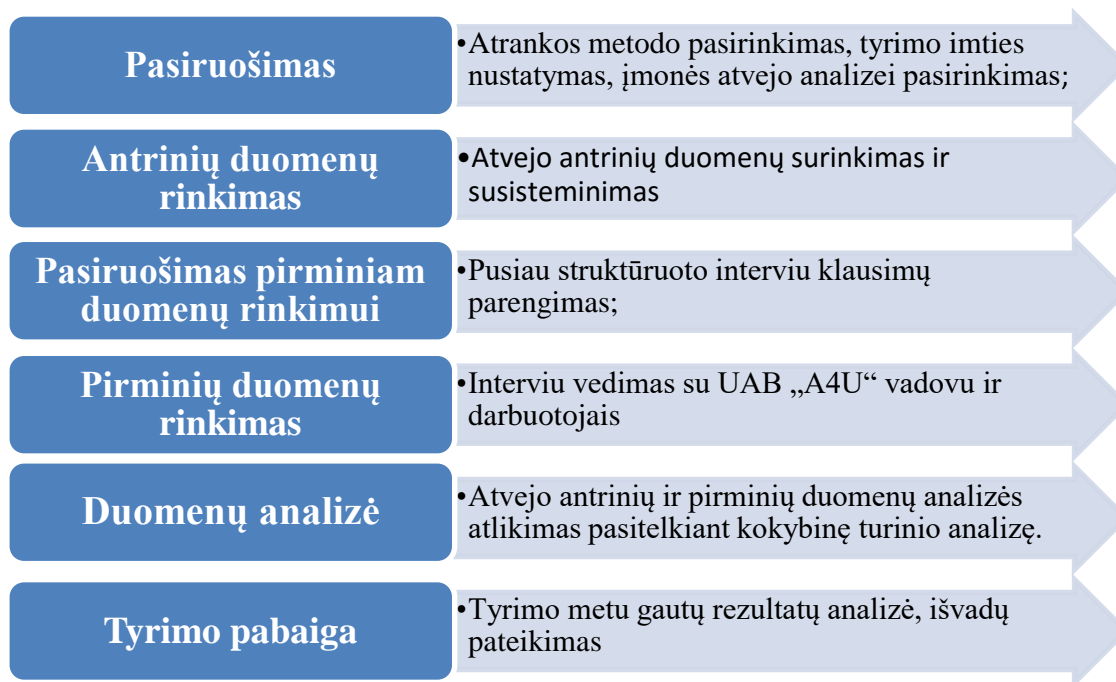 Pasiruošimas
•Atrankos metodo pasirinkimas, tyrimo imties
nustatymas, įmonės atvejo analizei pasirinkimas;
Antrinių duomenų
rinkimas
•Atvejo antrinių duomenų surinkimas ir
susisteminimas
Pasiruošimas pirminiam
duomenų rinkimui
•Pusiau struktūruoto interviu klausimų
parengimas;
Pirminių duomenų
rinkimas
•Interviu vedimas su UAB „A4U“ vadovu ir
darbuotojais
Duomenų analizė
•Atvejo antrinių ir pirminių duomenų analizės
atlikimas pasitelkiant kokybinę turinio analizę.
Tyrimo pabaiga
•Tyrimo metu gautų rezultatų analizė, išvadų
pateikimas